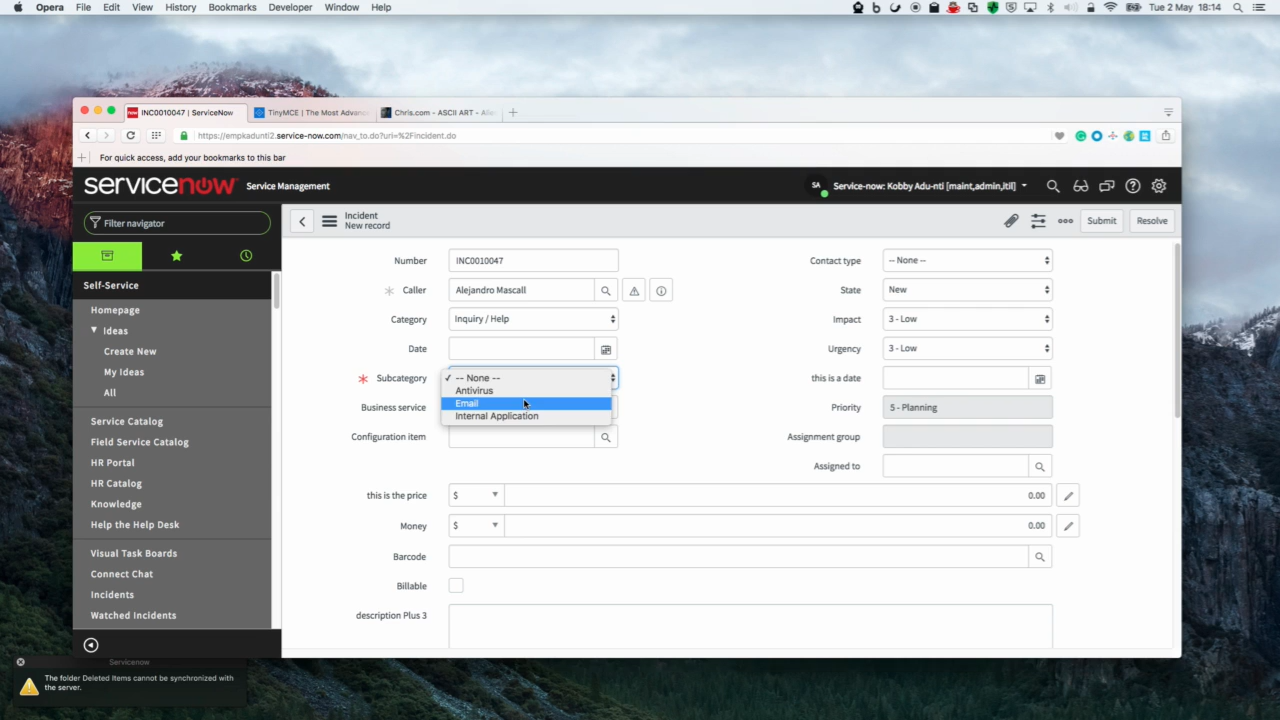 Opera File Edit View History Bookmarks Developer Window Help
Tue 2 May 18:14
INC0010047 | ServiceNow
TinyMCE | The Most Advanc
Chris.com - ASCII ART - Alie
https://empkadunti2.service-now.com/nav_to.do?uri=%2Fincident.do
For quick access, add your bookmarks to this bar
servicenow Service Management
SA Service-now: Kobby Adu-nti [maint,admin,itil]
Filter navigator
Incident
New record
Submit
Resolve
Self-Service
Homepage
Ideas
Create New
My Ideas
All
Service Catalog
Field Service Catalog
HR Portal
HR Catalog
Knowledge
Help the Help Desk
Visual Task Boards
Connect Chat
Incidents
Watched Incidents
Number INC0010047
Caller Alejandro Mascall
Category Inquiry / Help
Date
Subcategory
✓ -- None --
Antivirus
Email
Internal Application
Business service
Configuration item
Contact type -- None --
State New
Impact 3 - Low
Urgency 3 - Low
this is a date
Priority 5 - Planning
Assignment group
Assigned to
this is the price $ 0.00
Money $ 0.00
Barcode
Billable
description Plus 3
Servicenow
The folder Deleted Items cannot be synchronized with
the server.